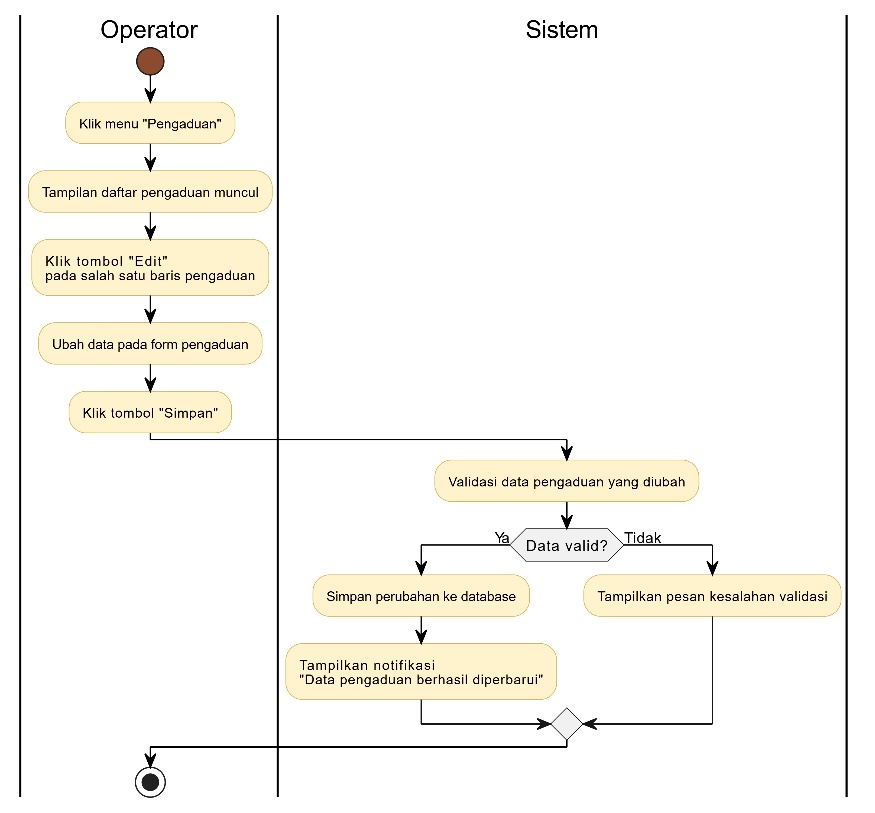 Operator
Sistem
Klik menu "Pengaduan"
Tampilan daftar pengaduan muncul
Klik tombol "Edit"
pada salah satu baris pengaduan
Ubah data pada form pengaduan
Klik tombol "Simpan"
Validasi data pengaduan yang diubah
Ya
Data valid?
Tidak
Simpan perubahan ke database
Tampilkan pesan kesalahan validasi
Tampilkan notifikasi
"Data pengaduan berhasil diperbarui"